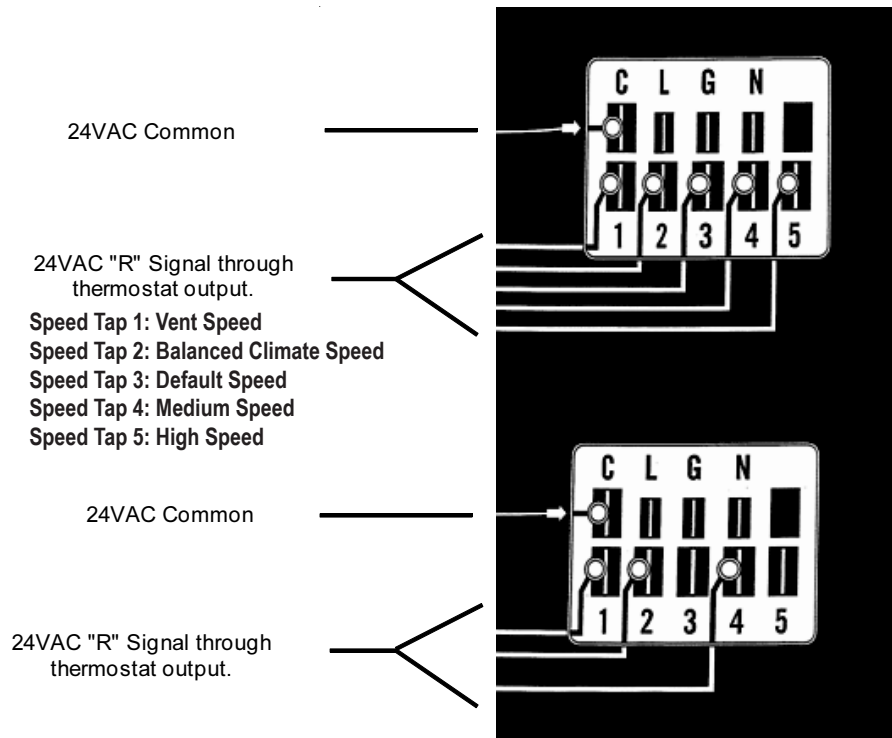 C L G N
24VAC Common
1 2 3 4 5
24VAC "R" Signal through
thermostat output.
Speed Tap 1: Vent Speed
Speed Tap 2: Balanced Climate Speed
Speed Tap 3: Default Speed
Speed Tap 4: Medium Speed
Speed Tap 5: High Speed
C L G N
24VAC Common
1 2 3 4 5
24VAC "R" Signal through
thermostat output.